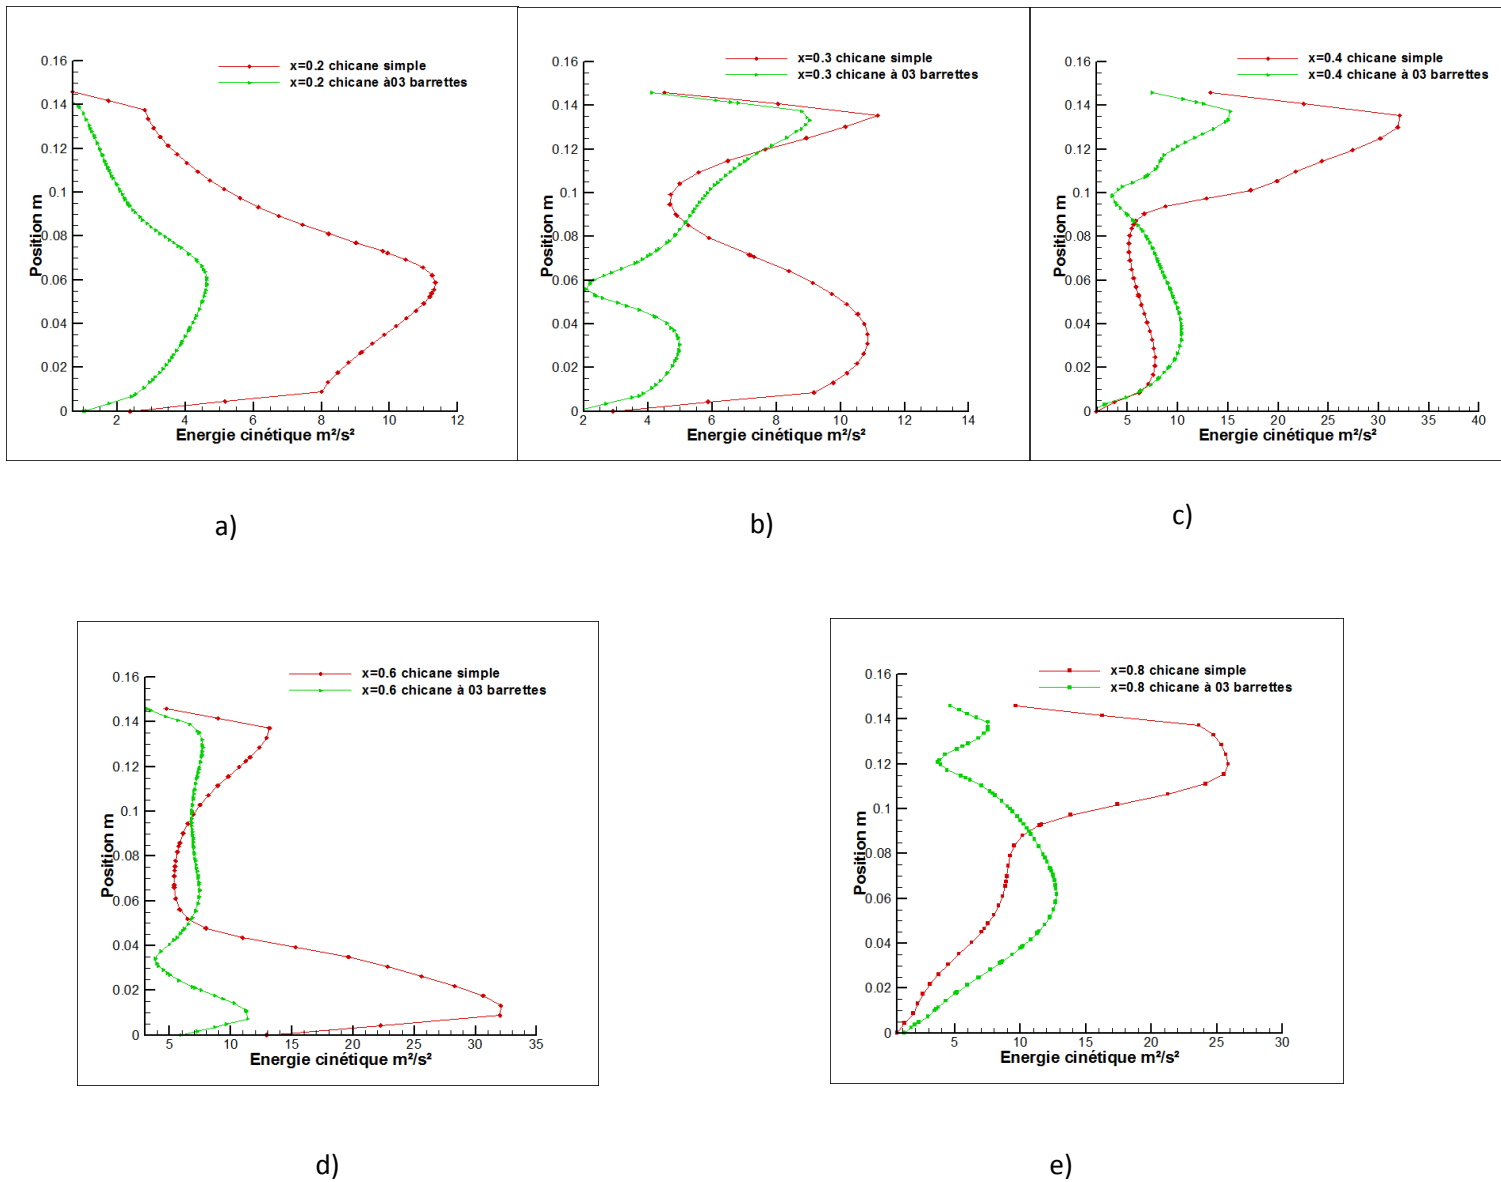 x=0.2 chicane simple
x=0.2 chicane à03 barrettes
Position m
0.16
0.14
0.12
0.1
0.08
0.06
0.04
0.02
0
2 4 6 8 10 12
Energie cinétique m²/s²
a)
x=0.3 chicane simple
x=0.3 chicane à 03 barrettes
Position m
0.16
0.14
0.12
0.1
0.08
0.06
0.04
0.02
0
2 4 6 8 10 12 14
Energie cinétique m²/s²
b)
x=0.4 chicane simple
x=0.4 chicane à 03 barrettes
Position m
0.16
0.14
0.12
0.1
0.08
0.06
0.04
0.02
0
5 10 15 20 25 30 35 40
Energie cinétique m²/s²
c)
x=0.6 chicane simple
x=0.6 chicane à 03 barrettes
Position m
0.16
0.14
0.12
0.1
0.08
0.06
0.04
0.02
0
5 10 15 20 25 30 35
Energie cinétique m²/s²
d)
x=0.8 chicane simple
x=0.8 chicane à 03 barrettes
Position m
0.16
0.14
0.12
0.1
0.08
0.06
0.04
0.02
0
5 10 15 20 25 30
Energie cinétique m²/s²
e)